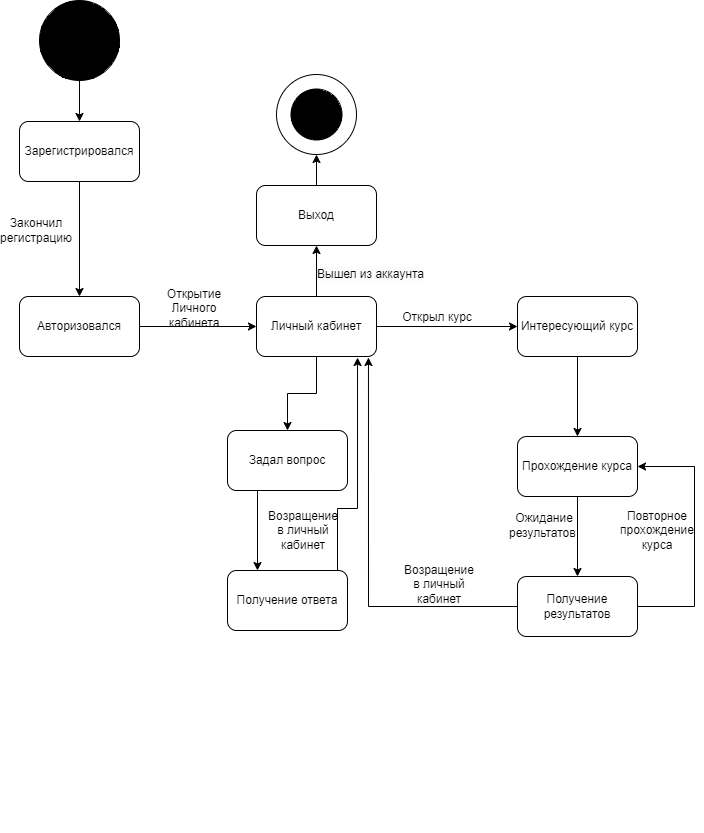 Зарегистрировался
Закончил
регистрацию
Выход
Вышел из аккаунта
Авторизовался
Открытие
Личного
кабинета
Личный кабинет
Открыл курс
Интересующий курс
Задал вопрос
Прохождение курса
Возращение
в личный
кабинет
Ожидание
результатов
Повторное
прохождение
курса
Получение ответа
Возращение
в личный
кабинет
Получение
результатов